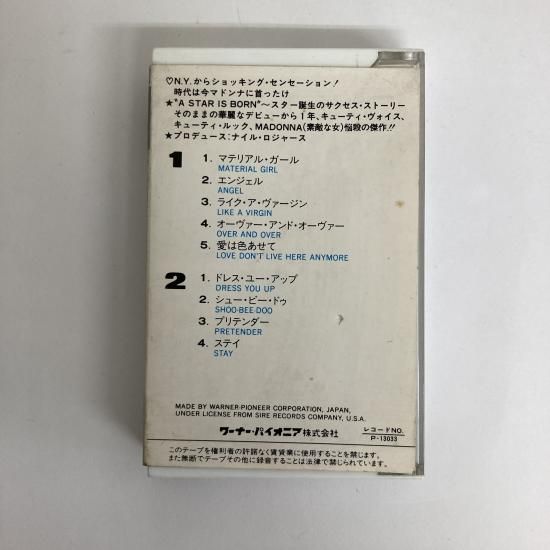 ♡N.Y.からショッキング・センセーション!
時代は今マドンナに首ったけ
★"A STAR IS BORN"〜スター誕生のサクセス・ストーリー
そのままの華麗なデビューから1年、キューティ・ヴォイス、
キューティ・ルック、MADONNA(素敵な女)悩殺の傑作!!
★プロデュース:ナイル・ロジャース
1
1. マテリアル・ガール
MATERIAL GIRL
2. エンジェル
ANGEL
3. ライク・ア・ヴァージン
LIKE A VIRGIN
4. オーヴァー・アンド・オーヴァー
OVER AND OVER
5. 愛は色あせて
LOVE DON'T LIVE HERE ANYMORE
2
1. ドレス・ユー・アップ
DRESS YOU UP
2. シュー・ビー・ドゥ
SHOO-BEE-DOO
3. プリテンダー
PRETENDER
4. ステイ
STAY
MADE BY WARNER-PIONEER CORPORATION, JAPAN,
UNDER LICENSE FROM SIRE RECORDS COMPANY, U.S.A.
ワーナー・パイオニア株式会社
レコードNO.
P-13033
このテープを権利者の許諾なく賃貸業に使用することを禁じます。
また無断でテープその他に録音することは法律で禁じられています。